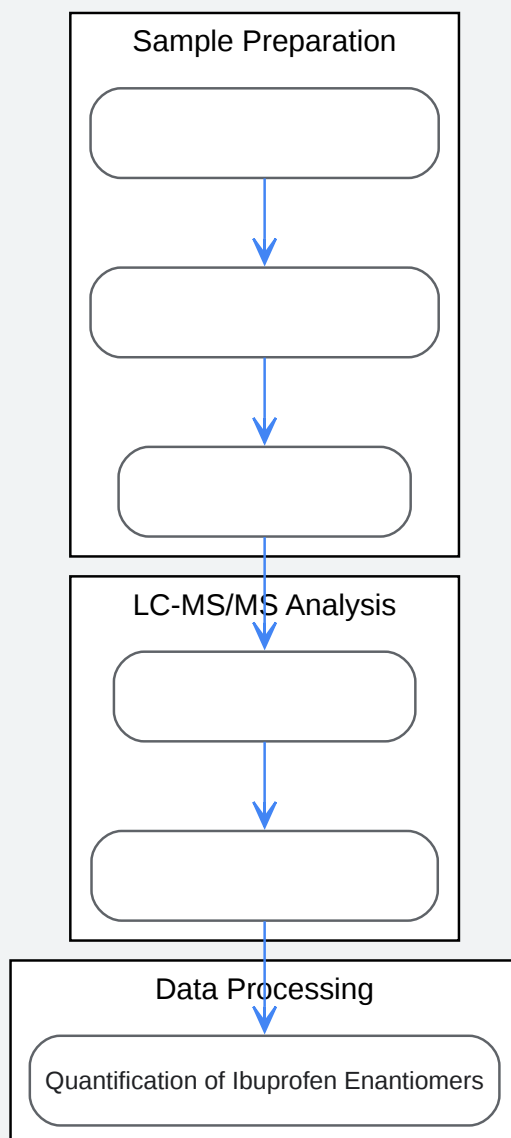 Sample Preparation
LC-MS/MS Analysis
Data Processing
Quantification of Ibuprofen Enantiomers